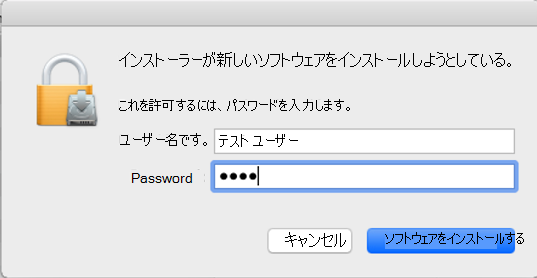 インストーラーが新しいソフトウェアをインストールしようとしている。
これを許可するには、パスワードを入力します。
ユーザー名です。 テスト ユーザー
Password : ••••
キャンセル ソフトウェアをインストールする